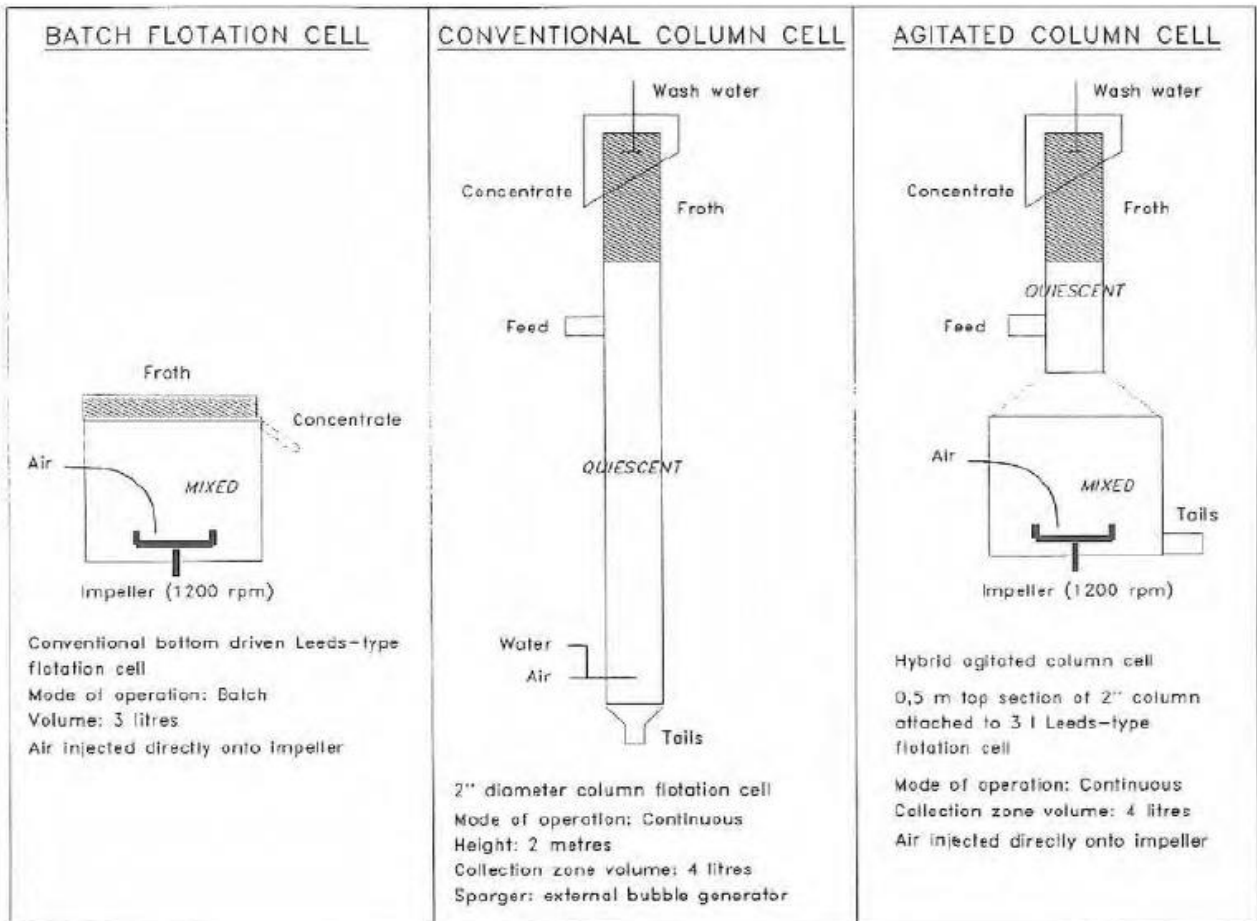 BATCH FLOTATION CELL
Froth
Concentrate
Air
MIXED
Impeller (1200 rpm)
Conventional bottom driven Leeds-type
flotation cell
Mode of operation: Batch
Volume: 3 litres
Air injected directly onto impeller
CONVENTIONAL COLUMN CELL
Wash water
Concentrate
Froth
Feed
QUIESCENT
Water
Air
Tails
2" diameter column flotation cell
Mode of operation: Continuous
Height: 2 metres
Collection zone volume: 4 litres
Sparger: external bubble generator
AGITATED COLUMN CELL
Wash water
Concentrate
Froth
QUIESCENT
Feed
Air
MIXED
Tails
Impeller (1200 rpm)
Hybrid agitated column cell
0,5 m top section of 2" column
attached to 3 l Leeds-type
flotation cell
Mode of operation: Continuous
Collection zone volume: 4 litres
Air injected directly onto impeller